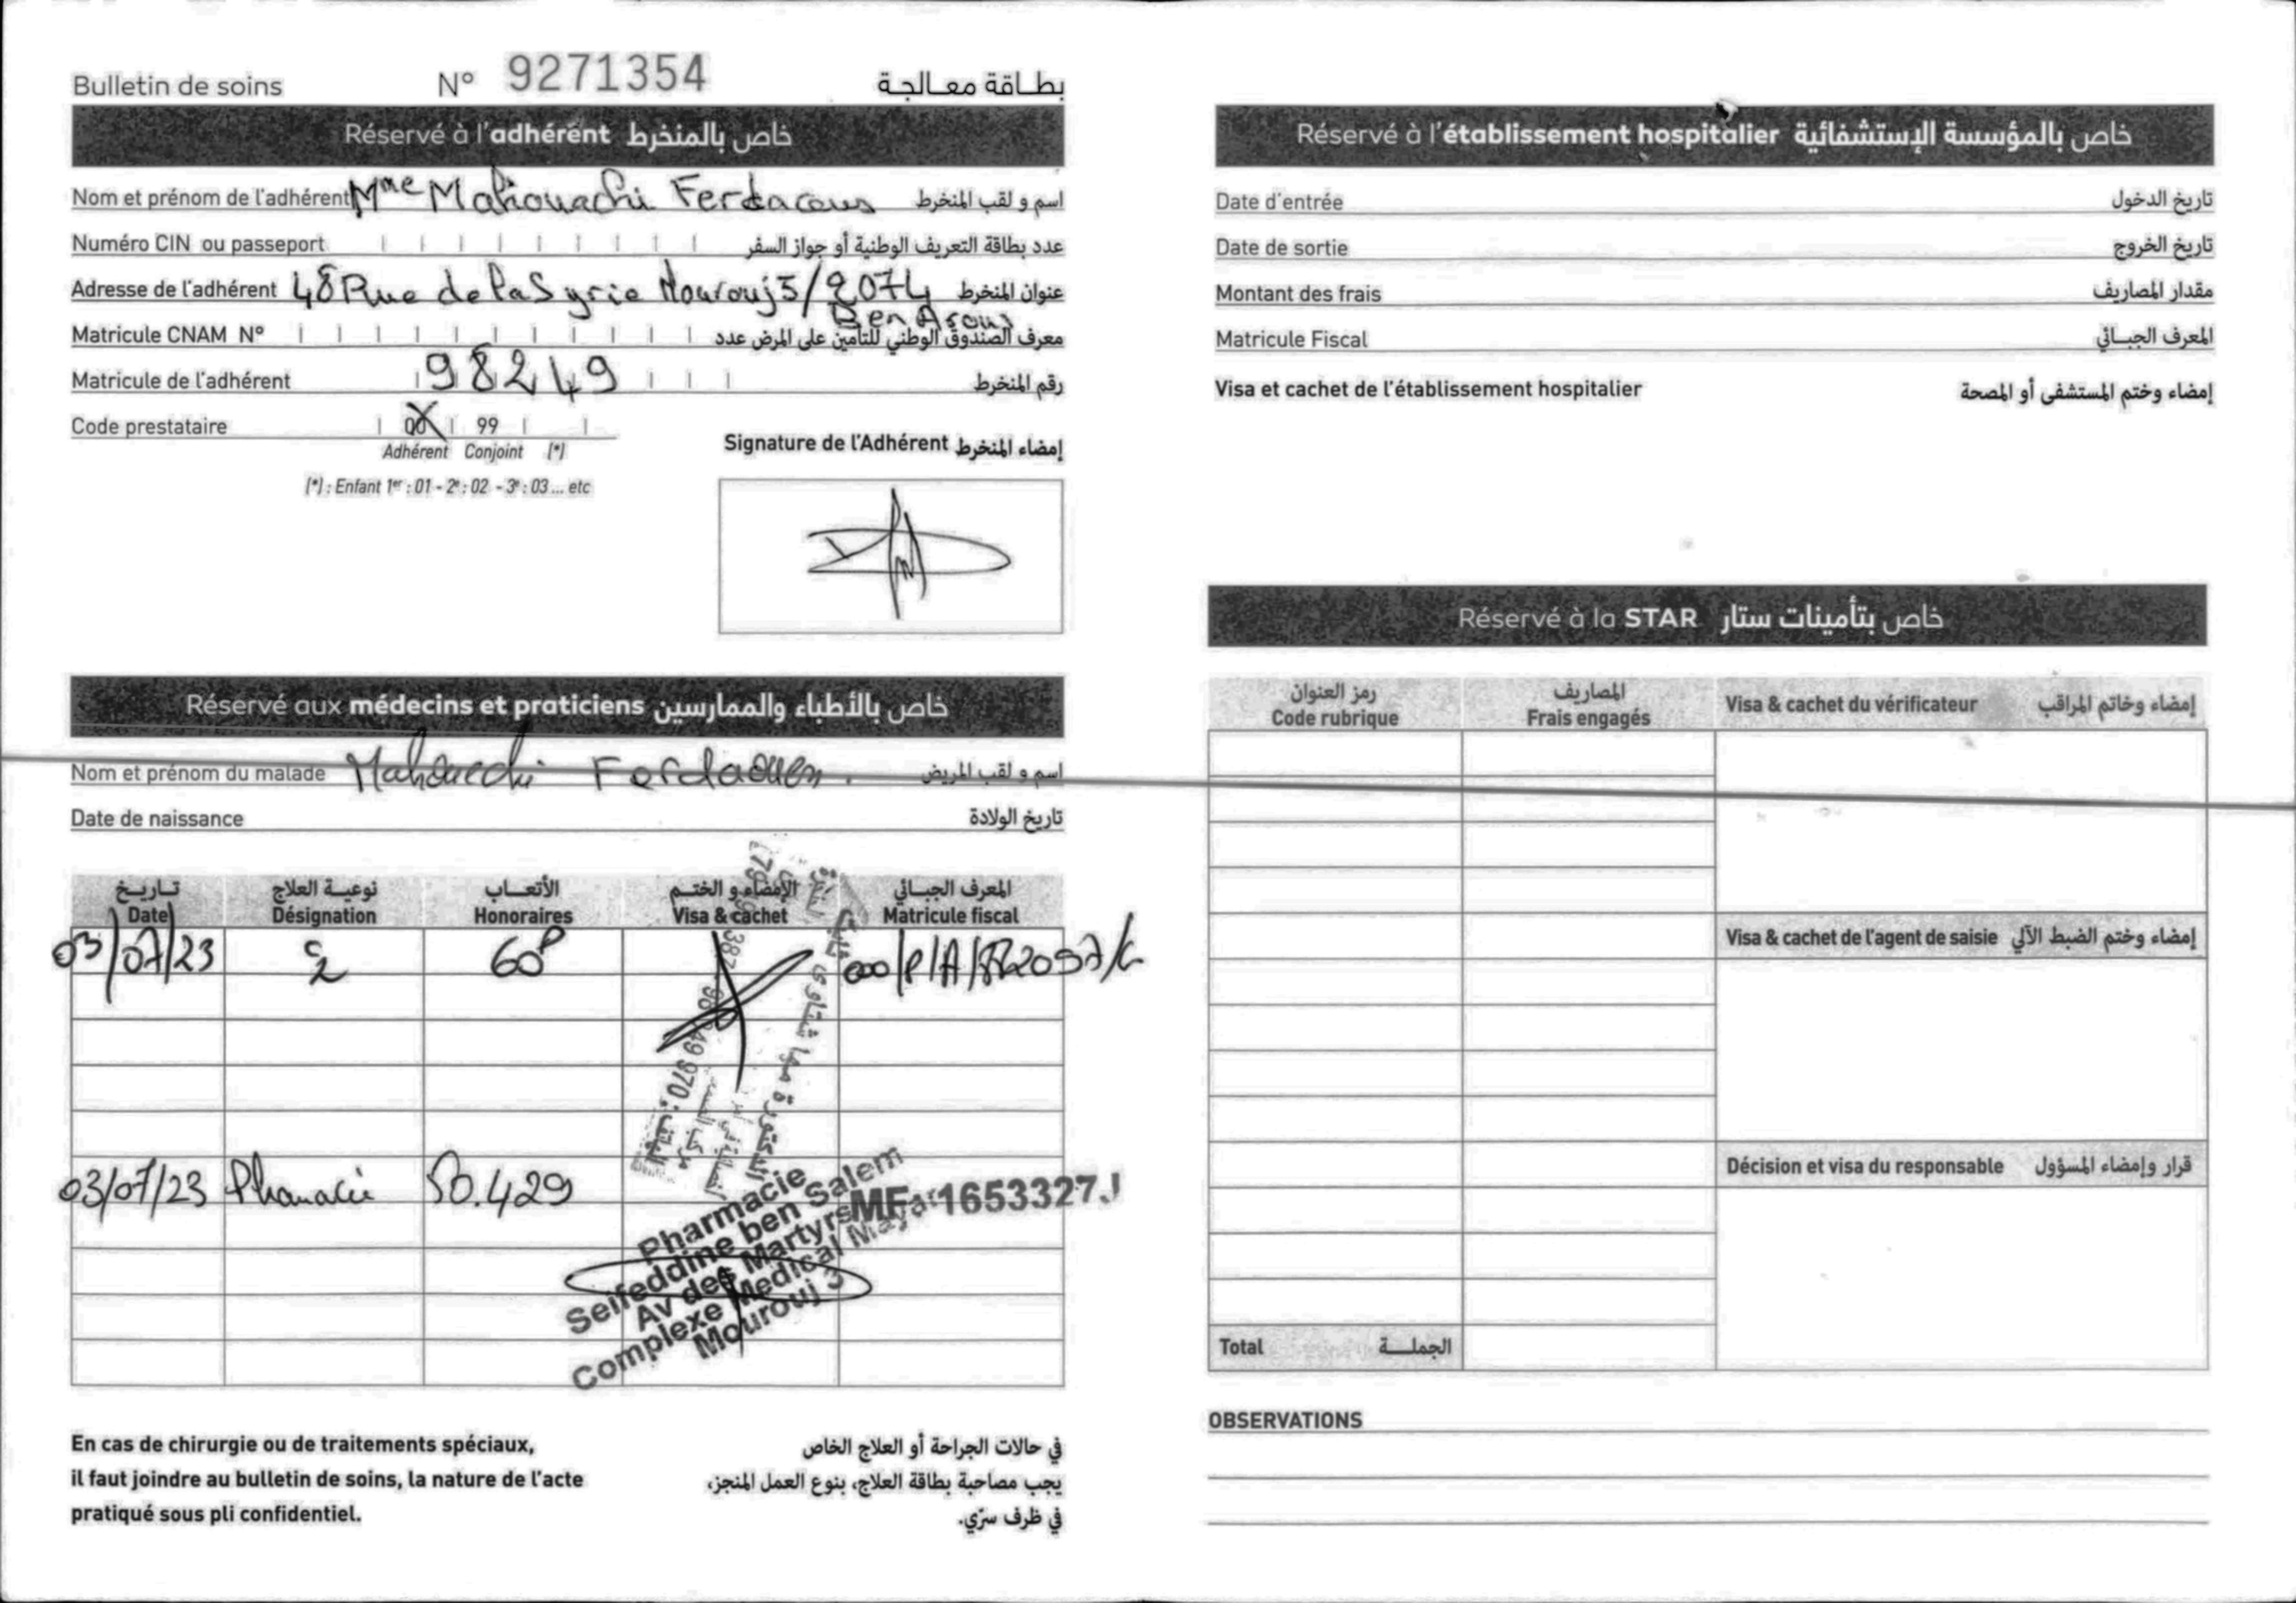 Bulletin de soins N° 9271354 بطاقة معالجة
Réservé à l'adhérent خاص بالمنخرط
Nom et prénom de l'adhérent Mme Mahouachi Ferdaous اسم و لقب المنخرط
Numéro CIN ou passeport عدد بطاقة التعريف الوطنية أو جواز السفر
Adresse de l'adhérent 48 Rue de la Syrie Mourouj 5/2074 عنوان المنخرط
Ben Arous
Matricule CNAM N° معرف الصندوق الوطني للتأمين على المرض عدد
Matricule de l'adhérent 98249 رقم المنخرط
Code prestataire 00 99
Adhérent Conjoint (*)
(*) : Enfant 1er : 01 - 2e : 02 - 3e : 03 ... etc
Signature de l'Adhérent إمضاء المنخرط
Réservé aux médecins et praticiens خاص بالأطباء والممارسين
Nom et prénom du malade Mahouachi Ferdaoues. اسم و لقب المريض
Date de naissance تاريخ الولادة
تاريخ نوعية العلاج الأتعاب الإمضاء و الختم المعرف الجبائي
Date Désignation Honoraires Visa & cachet Matricule fiscal
03/07/23 60
03/07/23 Pharmacie 50.429 MF 1653327J
Pharmacie
Seifeddine ben Salem
Av des Martyrs
Complexe Medical Mayar
Mourouj 3
En cas de chirurgie ou de traitements spéciaux,
il faut joindre au bulletin de soins, la nature de l'acte
pratiqué sous pli confidentiel.
في حالات الجراحة أو العلاج الخاص
يجب مصاحبة بطاقة العلاج، بنوع العمل المنجز،
في ظرف سرّي.
Réservé à l'établissement hospitalier خاص بالمؤسسة الإستشفائية
Date d'entrée تاريخ الدخول
Date de sortie تاريخ الخروج
Montant des frais مقدار المصاريف
Matricule Fiscal المعرف الجبائي
Visa et cachet de l'établissement hospitalier إمضاء وختم المستشفى أو المصحة
Réservé à la STAR خاص بتأمينات ستار
رمز العنوان المصاريف
Code rubrique Frais engagés Visa & cachet du vérificateur إمضاء وخاتم المراقب
Visa & cachet de l'agent de saisie إمضاء وختم الضبط الآلي
Décision et visa du responsable قرار وإمضاء المسؤول
Total الجملة
OBSERVATIONS